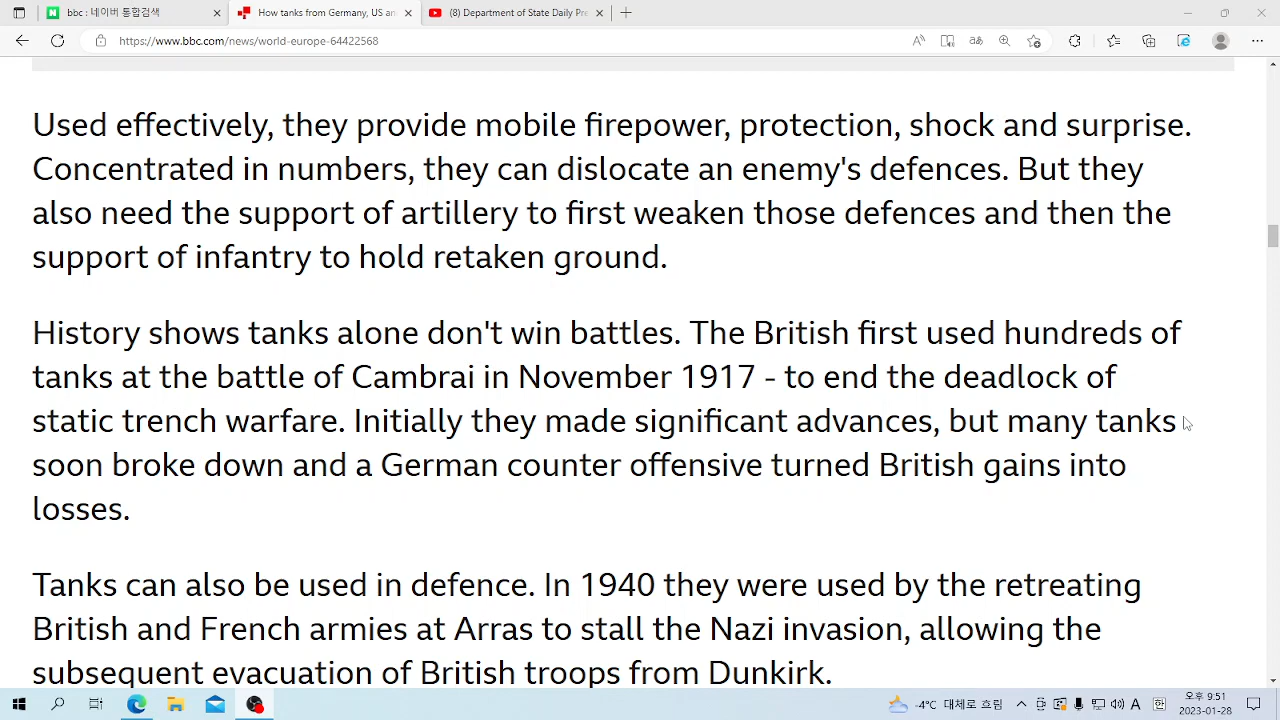 bbc : 네이버 통합검색
How tanks from Germany, US an
(8) Department of State Daily Pre
https://www.bbc.com/news/world-europe-64422568
Used effectively, they provide mobile firepower, protection, shock and surprise.
Concentrated in numbers, they can dislocate an enemy's defences. But they
also need the support of artillery to first weaken those defences and then the
support of infantry to hold retaken ground.
History shows tanks alone don't win battles. The British first used hundreds of
tanks at the battle of Cambrai in November 1917 - to end the deadlock of
static trench warfare. Initially they made significant advances, but many tanks
soon broke down and a German counter offensive turned British gains into
losses.
Tanks can also be used in defence. In 1940 they were used by the retreating
British and French armies at Arras to stall the Nazi invasion, allowing the
subsequent evacuation of British troops from Dunkirk.
-4°C 대체로 흐림
A
오후 9:51
2023-01-28